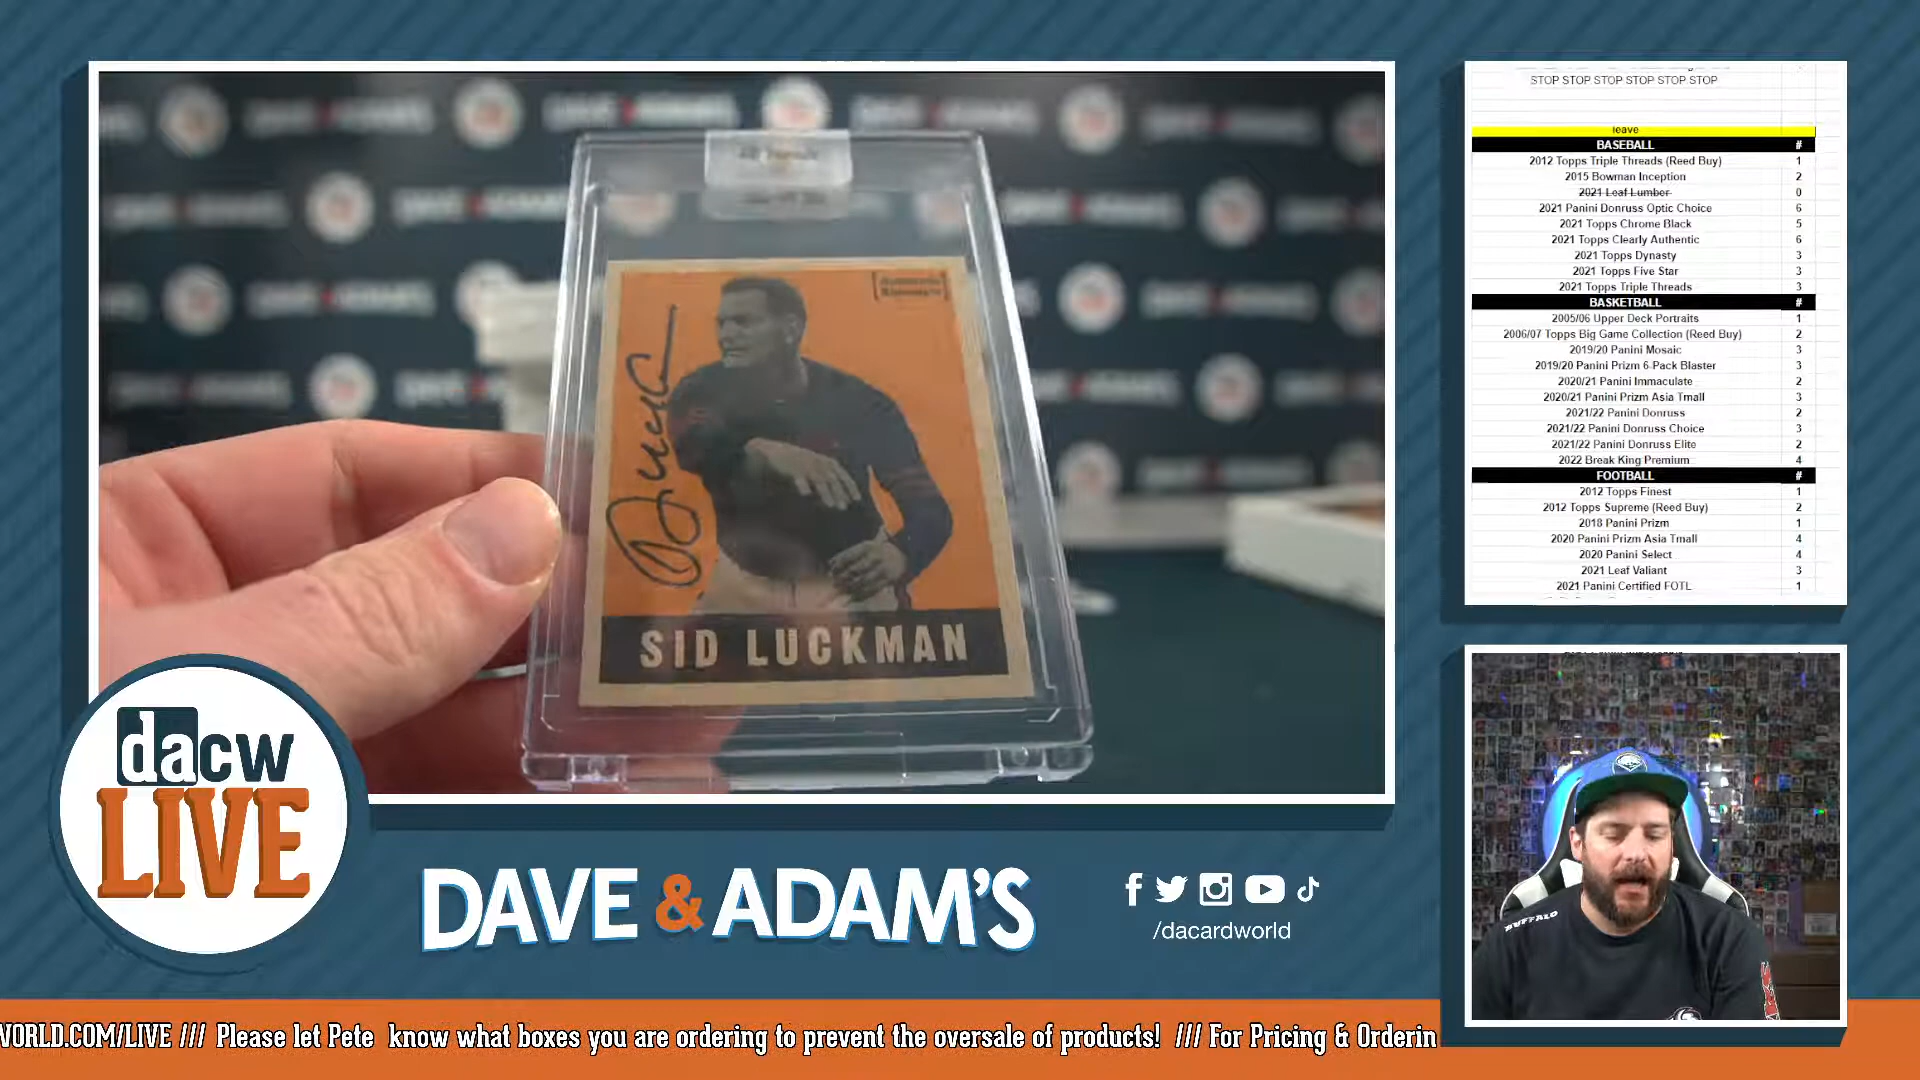 Authentic
Signature
Luck
SID LUCKMAN
STOP STOP STOP STOP STOP STOP
leave
BASEBALL #
2012 Topps Triple Threads (Reed Buy) 1
2015 Bowman Inception 2
2021 Leaf Lumber 0
2021 Panini Donruss Optic Choice 6
2021 Topps Chrome Black 5
2021 Topps Clearly Authentic 6
2021 Topps Dynasty 3
2021 Topps Five Star 3
2021 Topps Triple Threads 3
BASKETBALL #
2005/06 Upper Deck Portraits 1
2006/07 Topps Big Game Collection (Reed Buy) 2
2019/20 Panini Mosaic 3
2019/20 Panini Prizm 6-Pack Blaster 3
2020/21 Panini Immaculate 2
2020/21 Panini Prizm Asia Tmall 3
2021/22 Panini Donruss 2
2021/22 Panini Donruss Choice 3
2021/22 Panini Donruss Elite 2
2022 Break King Premium 4
FOOTBALL #
2012 Topps Finest 1
2012 Topps Supreme (Reed Buy) 2
2018 Panini Prizm 1
2020 Panini Prizm Asia Tmall 4
2020 Panini Select 4
2021 Leaf Valiant 3
2021 Panini Certified FOTL 1
BUFFALO
dacw
LIVE
DAVE & ADAM'S
/dacardworld
WORLD.COM/LIVE /// Please let Pete know what boxes you are ordering to prevent the oversale of products! /// For Pricing & Orderin